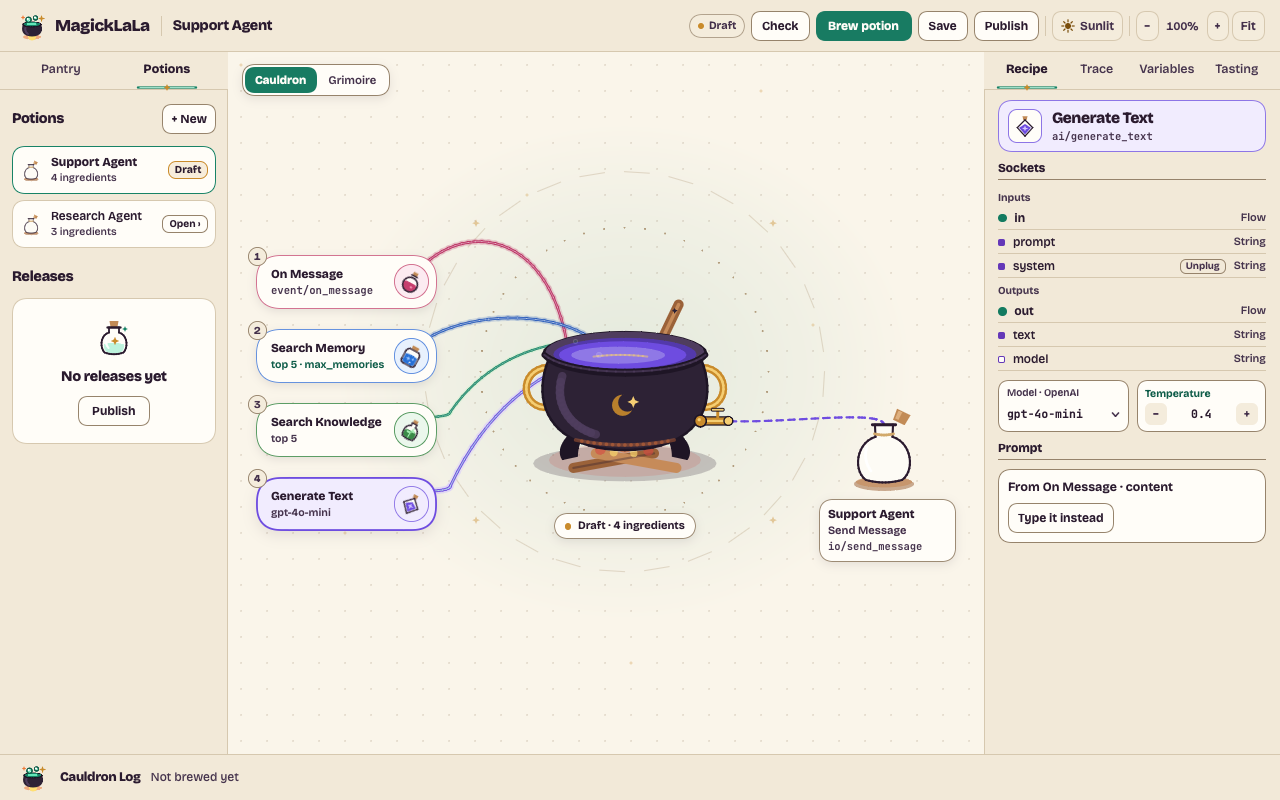 MagickLaLa
Support Agent
Draft
Check
Brew potion
Save
Publish
Sunlit
−
100%
+
Fit
Pantry
Potions
Potions
+ New
Support Agent
4 ingredients
Draft
Research Agent
3 ingredients
Open ›
Releases
No releases yet
Publish
Cauldron
Grimoire
1
On Message
event/on_message
2
Search Memory
top 5 · max_memories
3
Search Knowledge
top 5
4
Generate Text
gpt-4o-mini
Draft · 4 ingredients
Support Agent
Send Message
io/send_message
Recipe
Trace
Variables
Tasting
Generate Text
ai/generate_text
Sockets
Inputs
in
Flow
prompt
String
system
Unplug
String
Outputs
out
Flow
text
String
model
String
Model · OpenAI
gpt-4o-mini
Temperature
− 0.4 +
Prompt
From On Message · content
Type it instead
Cauldron Log
Not brewed yet